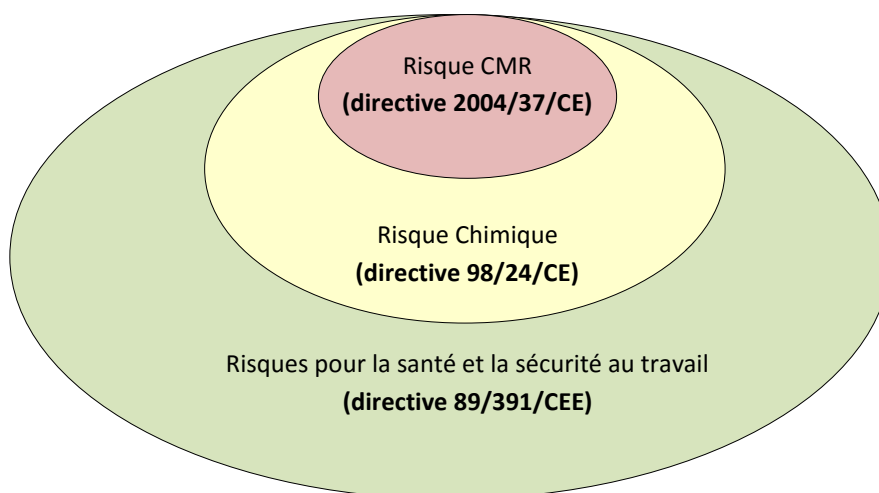 Risque CMR
(directive 2004/37/CE)
Risque Chimique
(directive 98/24/CE)
Risques pour la santé et la sécurité au travail
(directive 89/391/CEE)